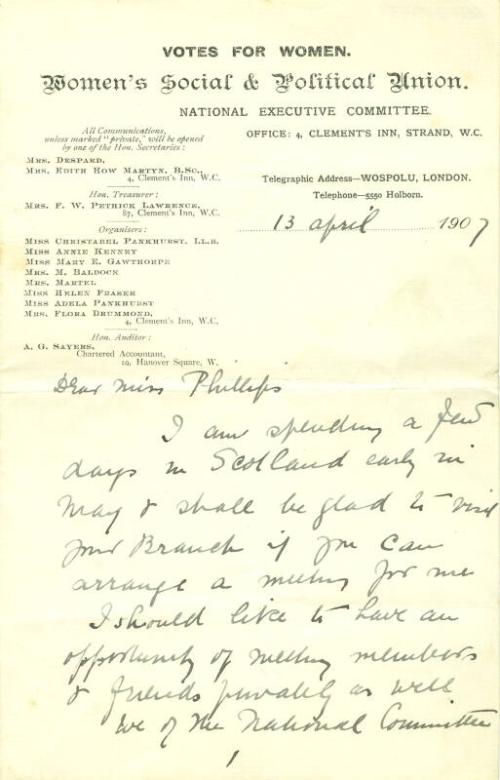 VOTES FOR WOMEN.
Women's Social & Political Union.
NATIONAL EXECUTIVE COMMITTEE.
All Communications,
unless marked "private," will be opened
by one of the Hon. Secretaries:
MRS. DESPARD,
MRS. EDITH HOW MARTYN, B.Sc.,
4, Clement's Inn, W.C.
Hon. Treasurer:
MRS. F. W. PETHICK LAWRENCE,
87, Clement's Inn, W.C.
Organisers:
MISS CHRISTABEL PANKHURST, LL.B.
MISS ANNIE KENNEY
MISS MARY E. GAWTHORPE
MRS. M. BALDOCK
MRS. MARTEL
MISS HELEN FRASER
MISS ADELA PANKHURST
MRS. FLORA DRUMMOND,
4, Clement's Inn, W.C.
Hon. Auditor:
A. G. SAYERS,
Chartered Accountant,
19, Hanover Square, W.
OFFICE: 4, CLEMENT'S INN, STRAND, W.C.
Telegraphic Address—WOSPOLU, LONDON.
Telephone—5550 Holborn.
13 april 1907
Dear Miss Phillips
I am spending a few
days in Scotland early in
May & shall be glad to visit
your Branch if you can
arrange a meeting for me
I should like to have an
opportunity of meeting members
& friends privately as well
we of the National Committee
1